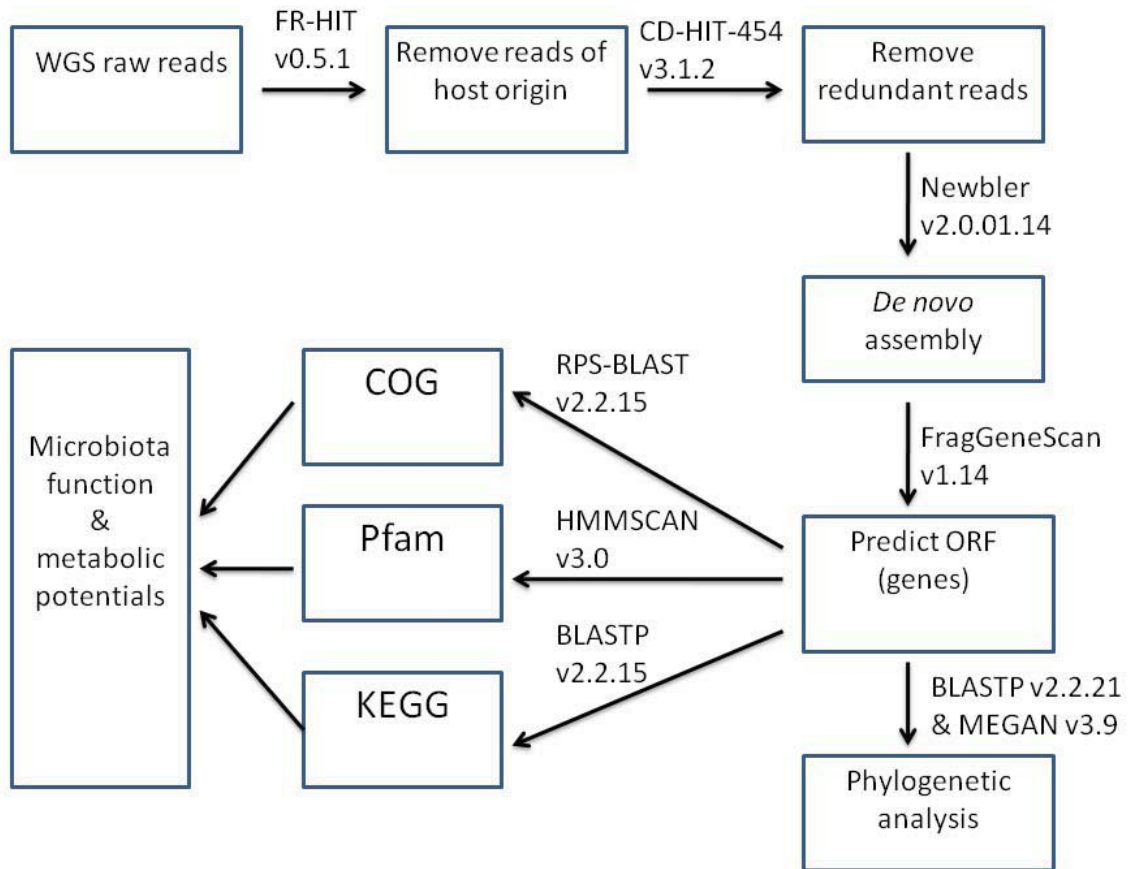 WGS raw reads
FR-HIT
v0.5.1
Remove reads of
host origin
CD-HIT-454
v3.1.2
Remove
redundant reads
Newbler
v2.0.01.14
De novo
assembly
FragGeneScan
v1.14
Predict ORF
(genes)
RPS-BLAST
v2.2.15
COG
HMMSCAN
v3.0
Pfam
BLASTP
v2.2.15
KEGG
Microbiota
function
&
metabolic
potentials
BLASTP v2.2.21
& MEGAN v3.9
Phylogenetic
analysis